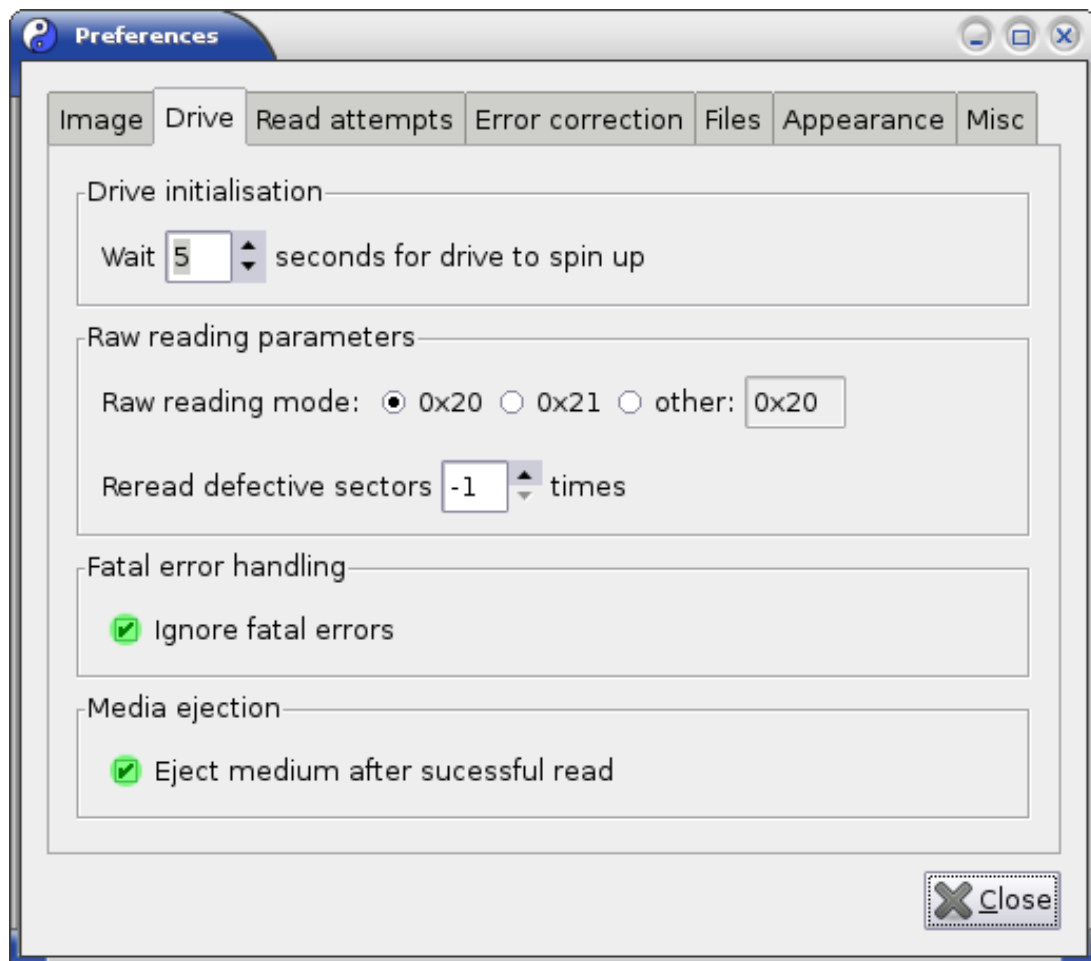 Preferences
Image Drive Read attempts Error correction Files Appearance Misc
Drive initialisation
Wait 5 seconds for drive to spin up
Raw reading parameters
Raw reading mode: 0x20 0x21 other: 0x20
Reread defective sectors -1 times
Fatal error handling
Ignore fatal errors
Media ejection
Eject medium after sucessful read
Close